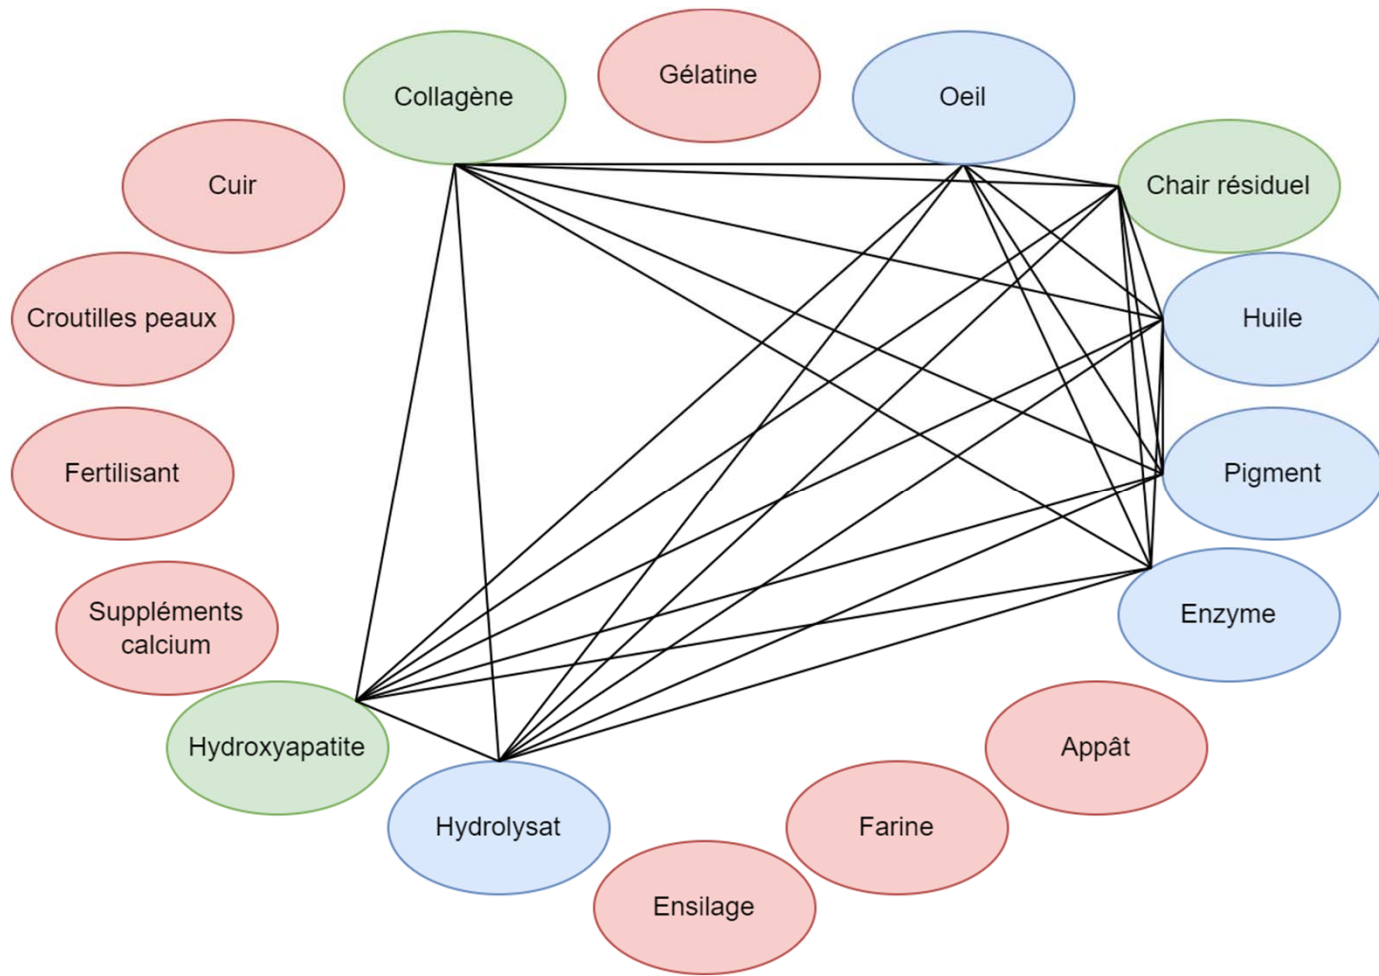 Gélatine
Collagène
Oeil
Cuir
Chair résiduel
Croutilles peaux
Huile
Fertilisant
Pigment
Suppléments
calcium
Enzyme
Hydroxyapatite
Appât
Hydrolysat
Farine
Ensilage